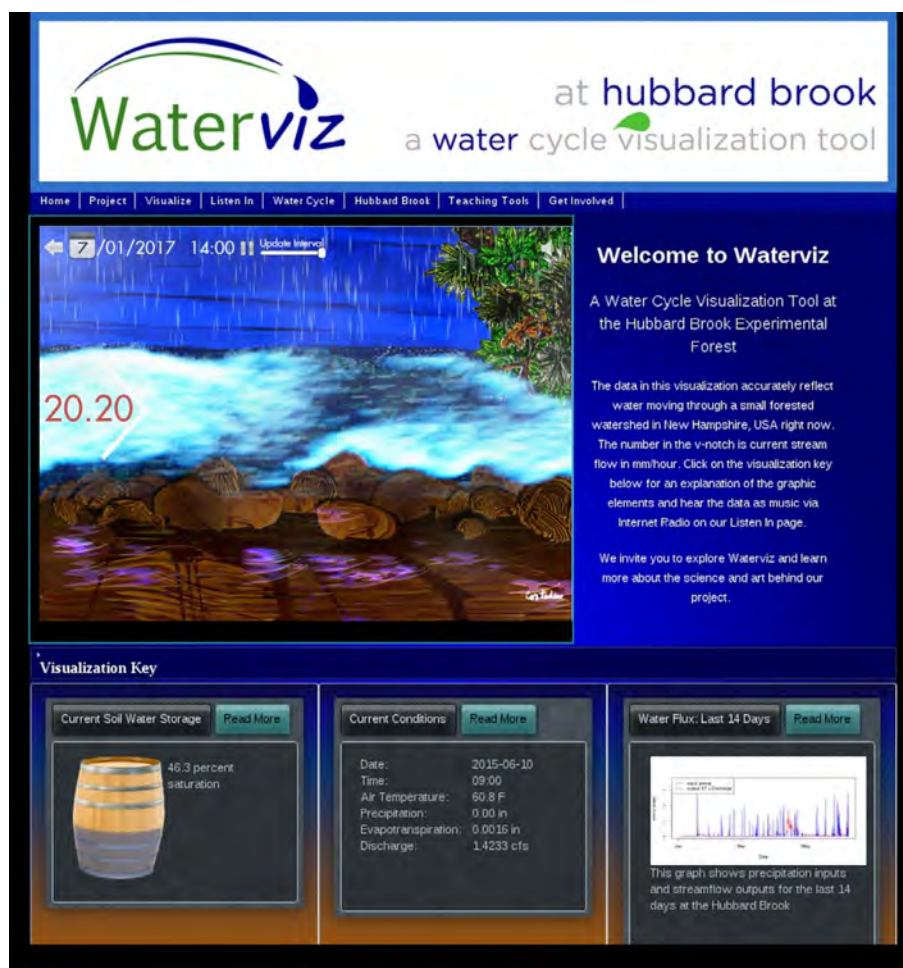 Waterviz
at hubbard brook
a water cycle visualization tool
Home | Project | Visualize | Listen In | Water Cycle | Hubbard Brook | Teaching Tools | Get Involved
7/01/2017 14:00 Update Interval
20.20
Welcome to Waterviz
A Water Cycle Visualization Tool at
the Hubbard Brook Experimental
Forest
The data in this visualization accurately reflect
water moving through a small forested
watershed in New Hampshire, USA right now.
The number in the v-notch is current stream
flow in mm/hour. Click on the visualization key
below for an explanation of the graphic
elements and hear the data as music via
Internet Radio on our Listen In page.
We invite you to explore Waterviz and learn
more about the science and art behind our
project.
Visualization Key
Current Soil Water Storage Read More
46.3 percent
saturation
Current Conditions Read More
Date: 2015-06-10
Time: 09:00
Air Temperature: 60.8 F
Precipitation: 0.00 in
Evapotranspiration: 0.0016 in
Discharge: 1.4233 cfs
Water Flux: Last 14 Days Read More
This graph shows precipitation inputs
and streamflow outputs for the last 14
days at the Hubbard Brook